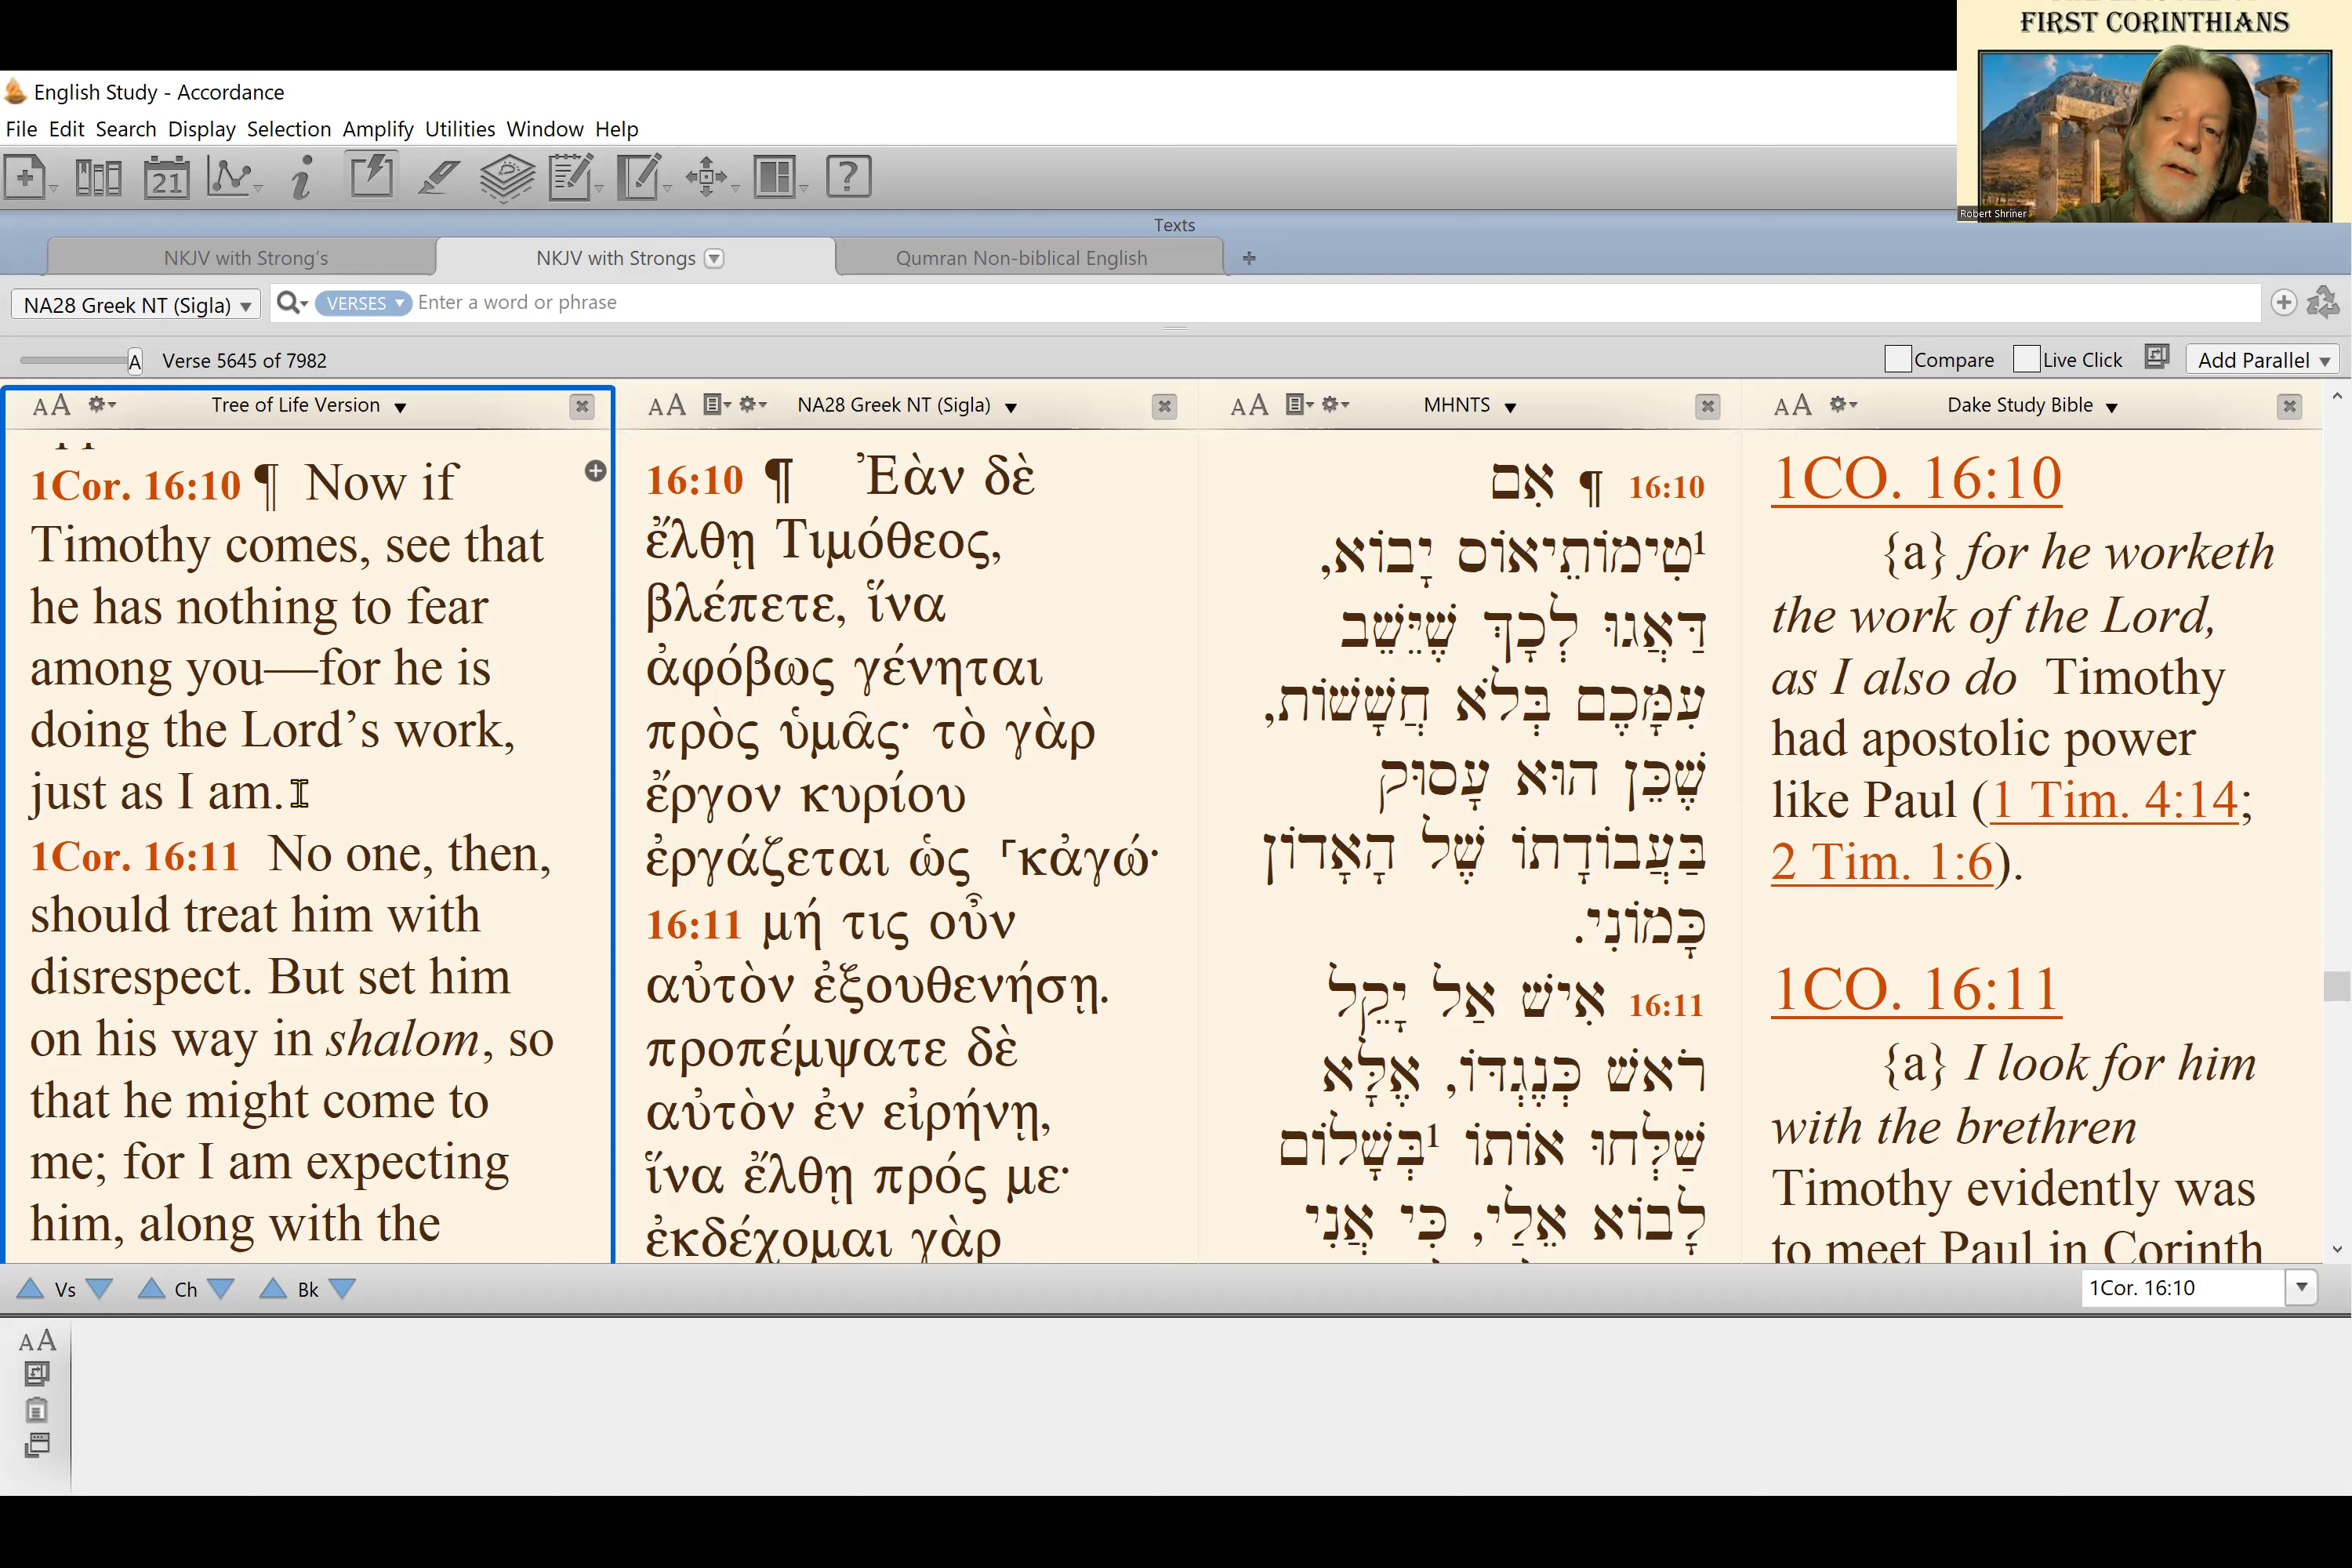 FIRST CORINTHIANS
Robert Shriner
English Study - Accordance
File Edit Search Display Selection Amplify Utilities Window Help
21
Texts
NKJV with Strong's
NKJV with Strongs
Qumran Non-biblical English
NA28 Greek NT (Sigla)
VERSES
Enter a word or phrase
A
Verse 5645 of 7982
Compare
Live Click
Add Parallel
AA Tree of Life Version
1Cor. 16:10 ¶ Now if
Timothy comes, see that
he has nothing to fear
among you—for he is
doing the Lord’s work,
just as I am.
1Cor. 16:11 No one, then,
should treat him with
disrespect. But set him
on his way in shalom, so
that he might come to
me; for I am expecting
him, along with the
AA NA28 Greek NT (Sigla)
16:10 ¶ Ἐὰν δὲ
ἔλθῃ Τιμόθεος,
βλέπετε, ἵνα
ἀφόβως γένηται
πρὸς ὑμᾶς· τὸ γὰρ
ἔργον κυρίου
ἐργάζεται ὡς ⸀κἀγώ·
16:11 μή τις οὖν
αὐτὸν ἐξουθενήσῃ.
προπέμψατε δὲ
αὐτὸν ἐν εἰρήνῃ,
ἵνα ἔλθῃ πρός με·
ἐκδέχομαι γὰρ
AA MHNTS
16:10 ¶ אִם
1טִימוֹתֵיאוֹס יָבוֹא,
דַּאֲגוּ לְכָךְ שֶׁיֵּשֵׁב
עִמָּכֶם בְּלֹא חֲשָׁשׁוֹת,
שֶׁכֵּן הוּא עָסוּק
בַּעֲבוֹדָתוֹ שֶׁל הָאָדוֹן
כָּמוֹנִי.
16:11 אִישׁ אַל יָקֵל
רֹאשׁ כְּנֶגְדּוֹ, אֶלָּא
שַׁלְּחוּ אוֹתוֹ 1בְּשָׁלוֹם
לָבוֹא אֵלַי, כִּי אֲנִי
AA Dake Study Bible
1CO. 16:10
{a} for he worketh
the work of the Lord,
as I also do Timothy
had apostolic power
like Paul (1 Tim. 4:14;
2 Tim. 1:6).
1CO. 16:11
{a} I look for him
with the brethren
Timothy evidently was
to meet Paul in Corinth
Vs Ch Bk
1Cor. 16:10
AA